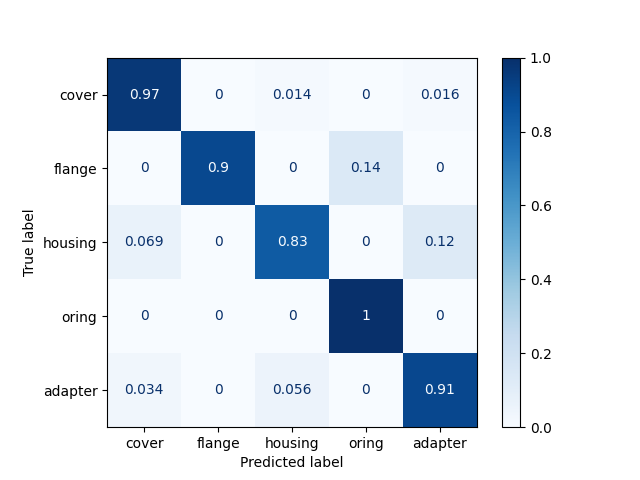 cover 0.97 0 0.014 0 0.016
flange 0 0.9 0 0.14 0
housing 0.069 0 0.83 0 0.12
oring 0 0 0 1 0
adapter 0.034 0 0.056 0 0.91
cover flange housing oring adapter
Predicted label
True label
1.0
0.8
0.6
0.4
0.2
0.0